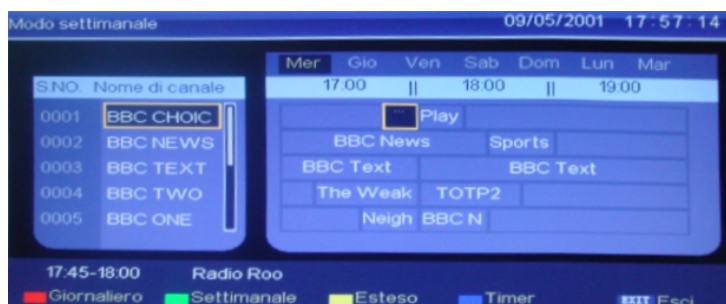 Modo settimanale 09/05/2001 17:57:14
Mer Gio Ven Sab Dom Lun Mar
S.NO. Nome di canale 17:00 || 18:00 || 19:00
0001 BBC CHOIC ... Play
0002 BBC NEWS BBC News Sports
0003 BBC TEXT BBC Text BBC Text
0004 BBC TWO The Weak TOTP2
0005 BBC ONE Neigh BBC N
17:45-18:00 Radio Roo
Giornaliero Settimanale Esteso Timer EXIT Esci